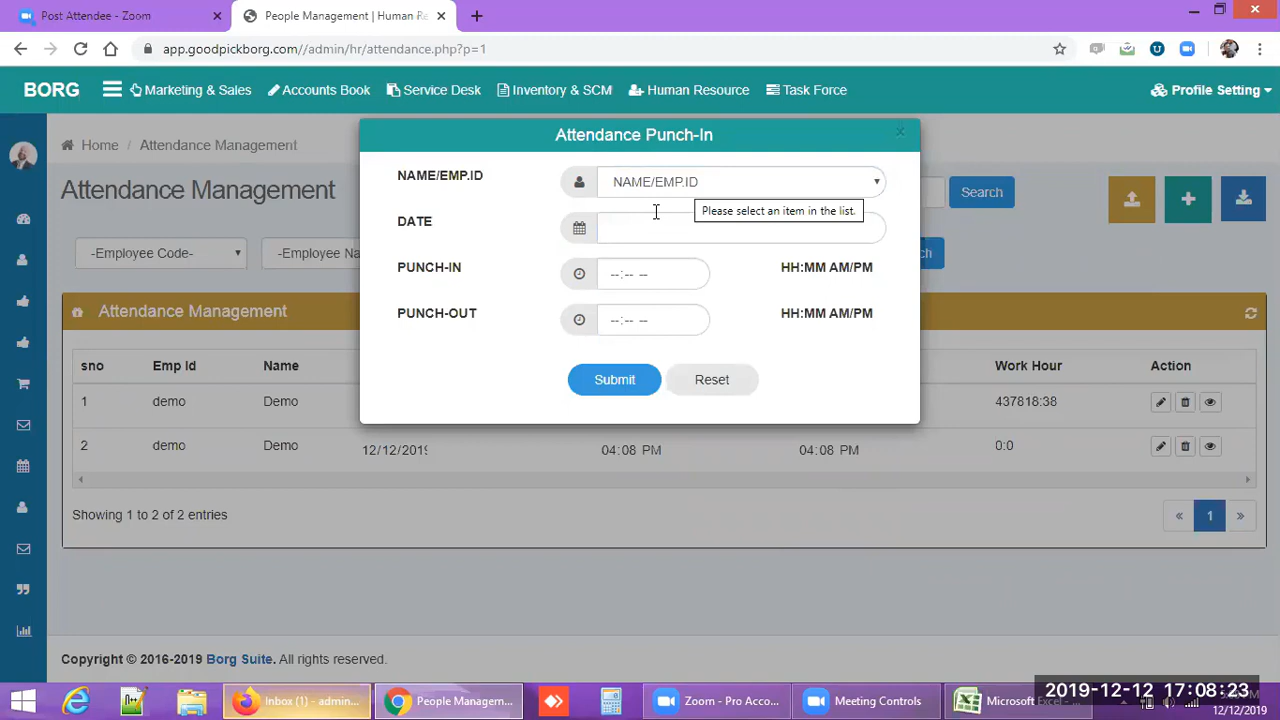 Post Attendee - Zoom
People Management | Human Re
app.goodpickborg.com//admin/hr/attendance.php?p=1
BORG
Marketing & Sales
Accounts Book
Service Desk
Inventory & SCM
Human Resource
Task Force
Profile Setting
Home / Attendance Management
Attendance Management
Search
-Employee Code-
-Employee Na
ch
Attendance Punch-In
NAME/EMP.ID
NAME/EMP.ID
Please select an item in the list.
DATE
PUNCH-IN
--:-- --
HH:MM AM/PM
PUNCH-OUT
--:-- --
HH:MM AM/PM
Submit
Reset
Attendance Management
sno
Emp Id
Name
Work Hour
Action
1
demo
Demo
437818:38
2
demo
Demo
12/12/2019
04:08 PM
04:08 PM
0:0
Showing 1 to 2 of 2 entries
«
1
»
Copyright © 2016-2019 Borg Suite. All rights reserved.
Inbox (1) - admin...
People Managem...
Zoom - Pro Acco...
Meeting Controls
Microsoft Excel -
2019-12-12 17:08:23
12/12/2019